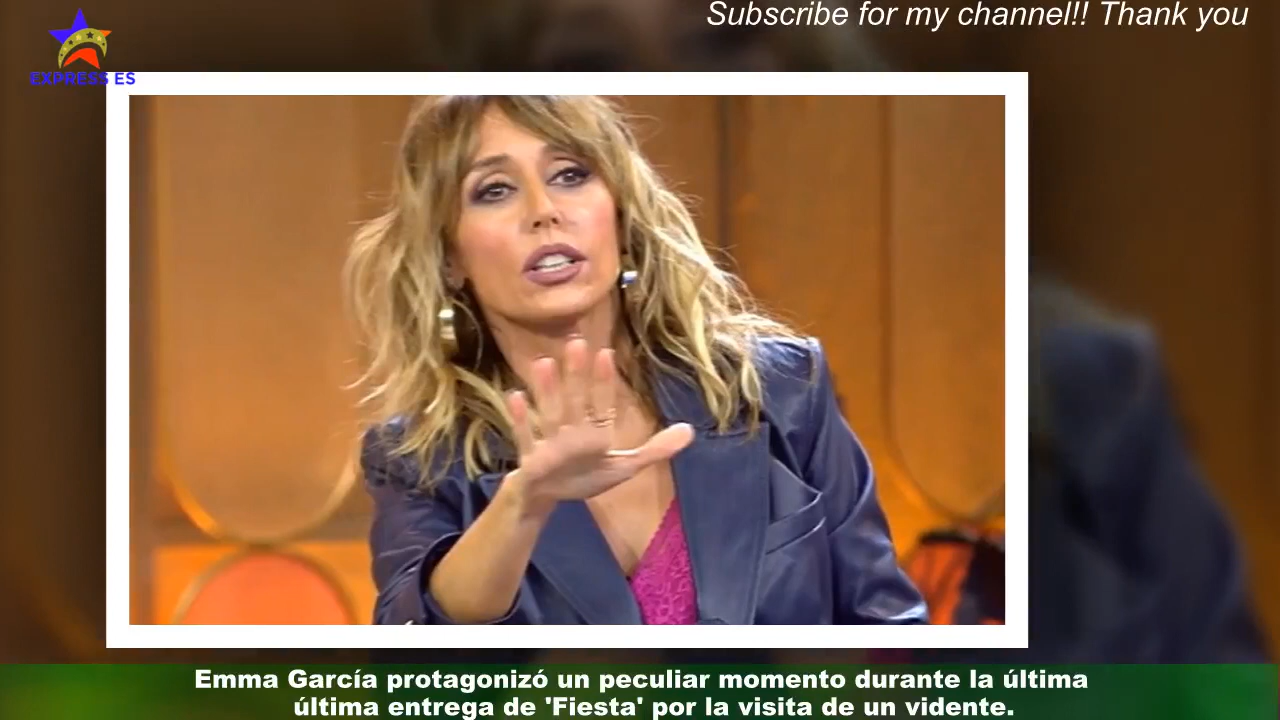 Subscribe for my channel!! Thank you
EXPRESS ES
Emma García protagonizó un peculiar momento durante la última
última entrega de 'Fiesta' por la visita de un vidente.